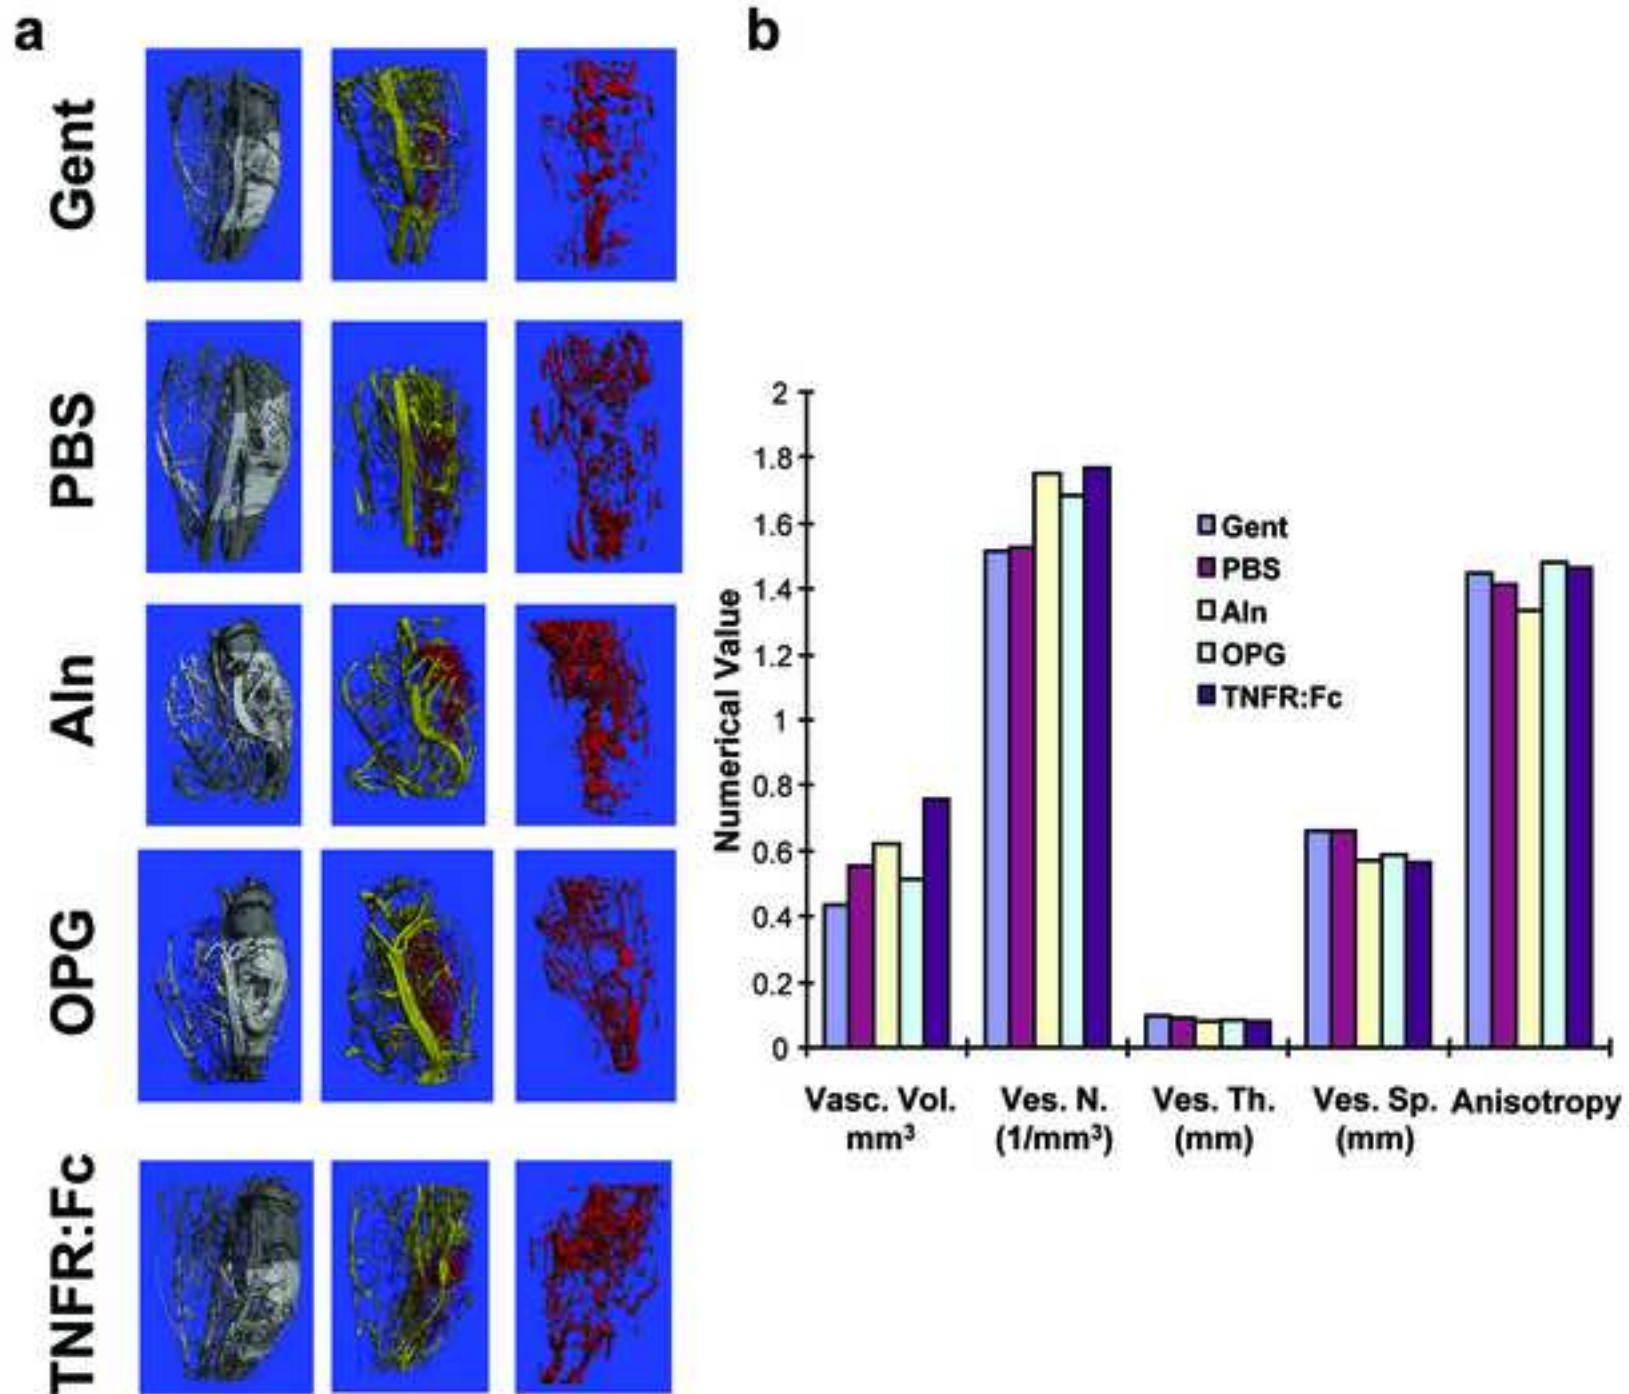 a
Gent
PBS
Aln
OPG
TNFR:Fc
b
Numerical Value
2
1.8
1.6
1.4
1.2
1
0.8
0.6
0.4
0.2
0
Gent
PBS
Aln
OPG
TNFR:Fc
Vasc. Vol. Ves. N. Ves. Th. Ves. Sp. Anisotropy
mm³ (1/mm³) (mm) (mm)